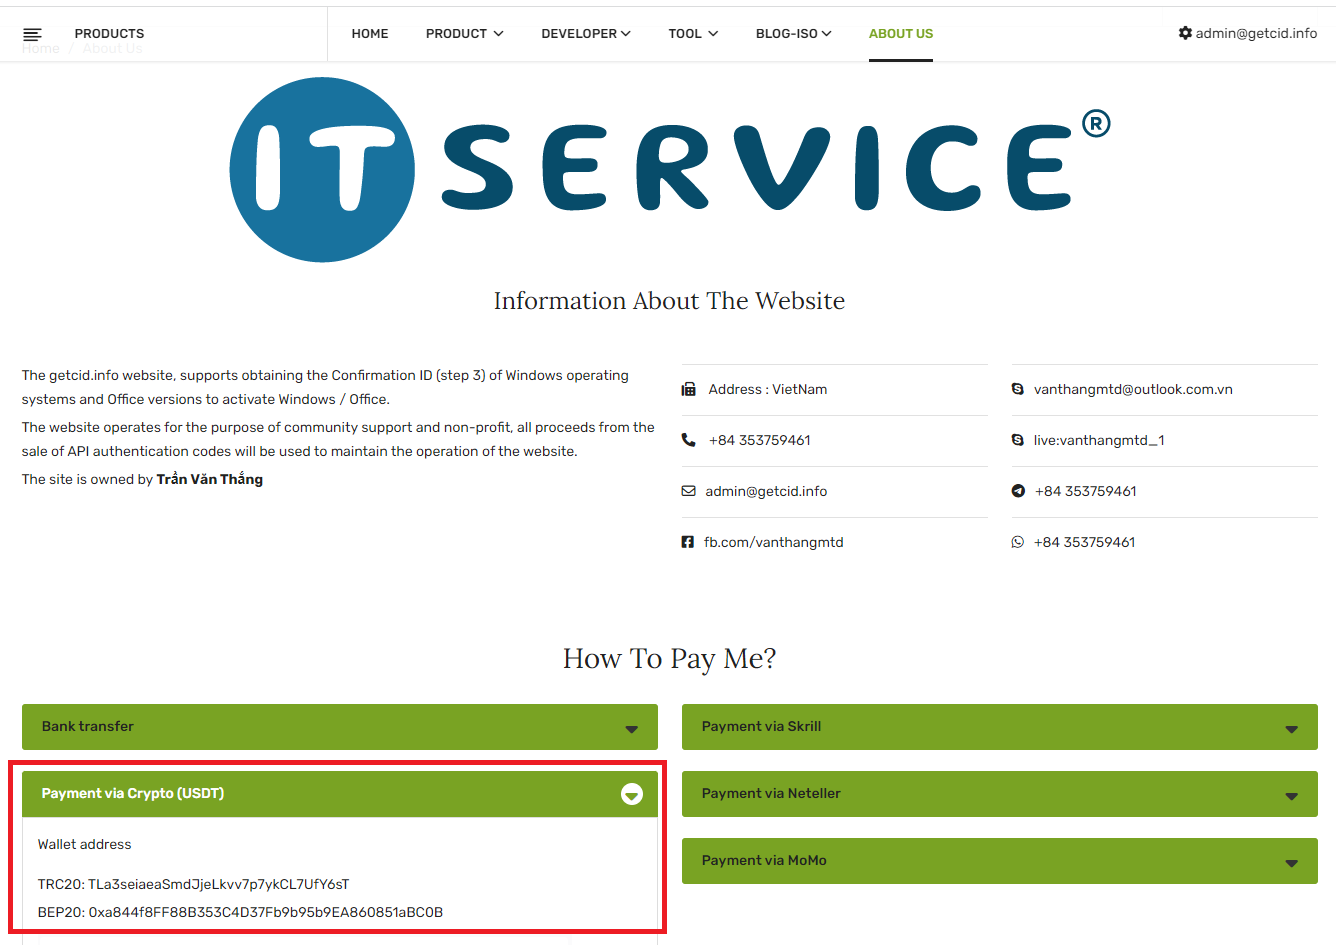 PRODUCTS
HOME
PRODUCT
DEVELOPER
TOOL
BLOG-ISO
ABOUT US
admin@getcid.info
Home / About Us
IT SERVICE ®
Information About The Website
The getcid.info website, supports obtaining the Confirmation ID (step 3) of Windows operating
systems and Office versions to activate Windows / Office.
The website operates for the purpose of community support and non-profit, all proceeds from the
sale of API authentication codes will be used to maintain the operation of the website.
The site is owned by Trần Văn Thắng
Address : VietNam
+84 353759461
admin@getcid.info
fb.com/vanthangmtd
vanthangmtd@outlook.com.vn
live:vanthangmtd_1
+84 353759461
+84 353759461
How To Pay Me?
Bank transfer
Payment via Crypto (USDT)
Wallet address
TRC20: TLa3seiaeaSmdJjeLkvv7p7ykCL7UfY6sT
BEP20: 0xa844f8FF88B353C4D37Fb9b95b9EA860851aBC0B
Payment via Skrill
Payment via Neteller
Payment via MoMo